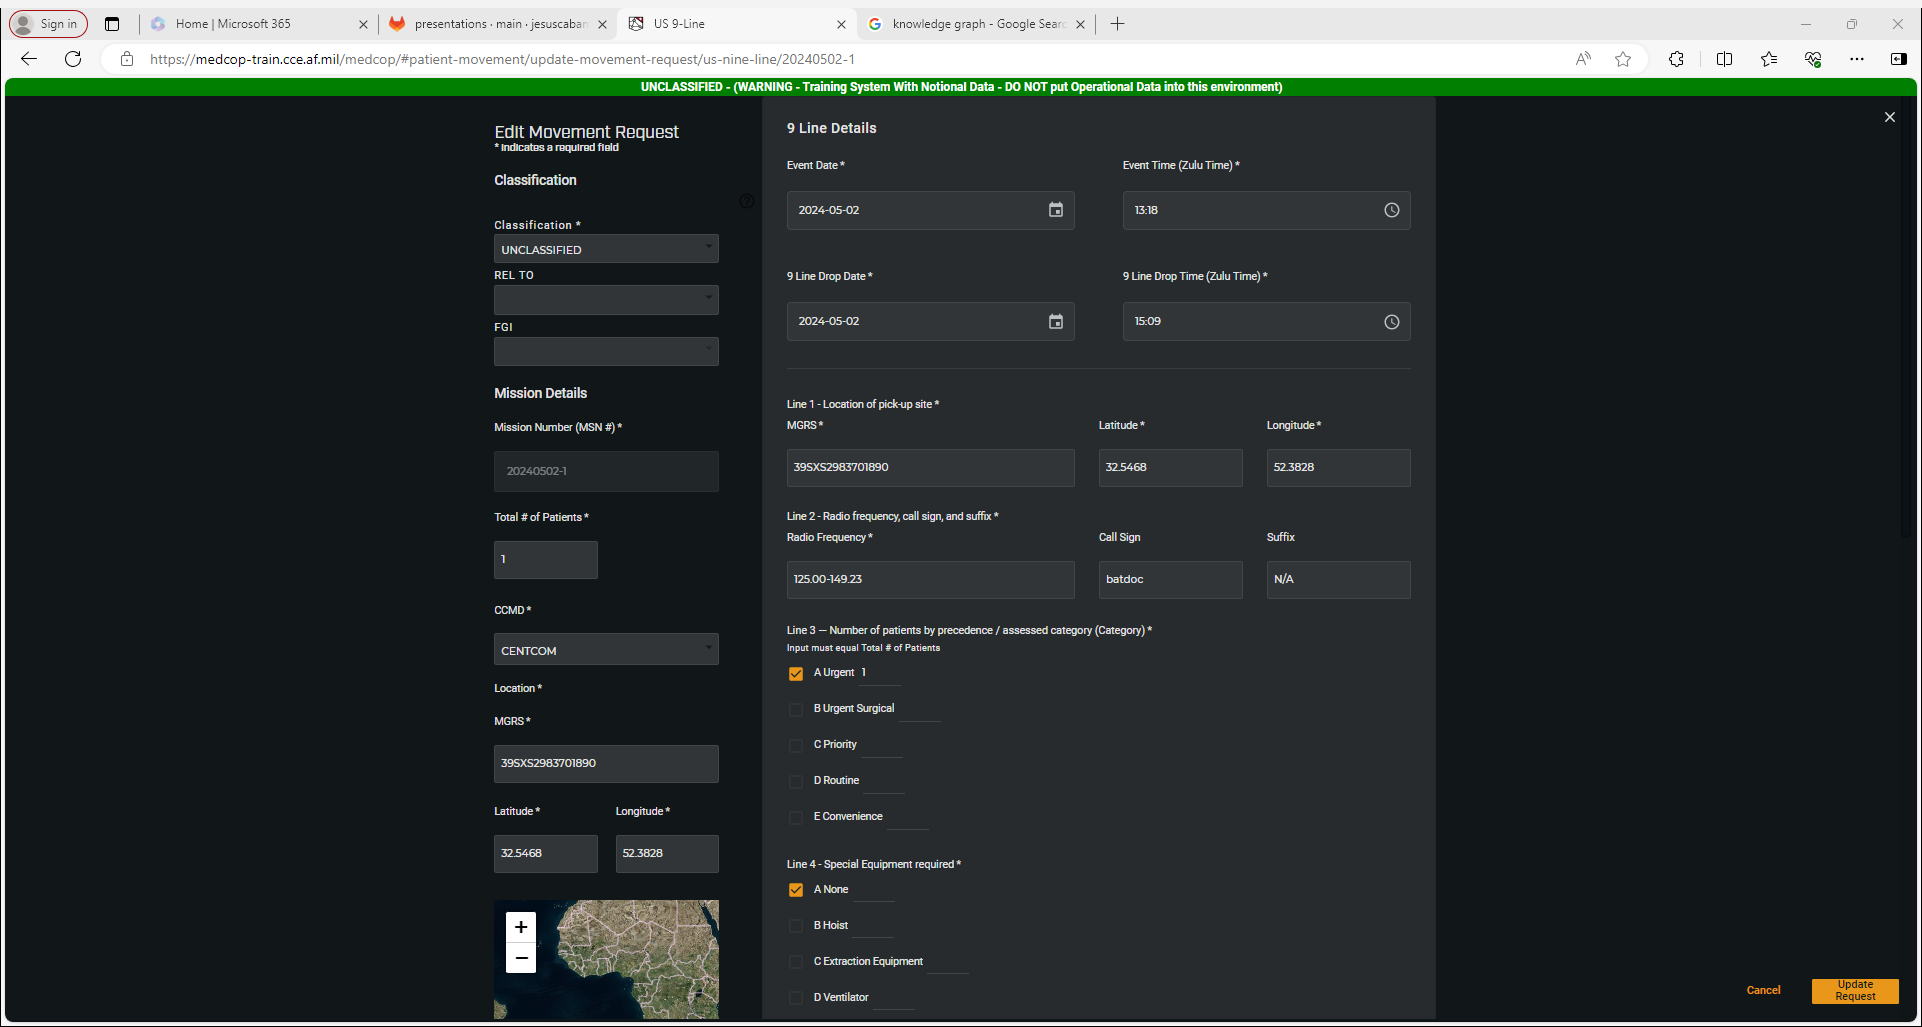 Sign in
Home | Microsoft 365
presentations · main · jesuscaban
US 9-Line
knowledge graph - Google Searc
https://medcop-train.cce.af.mil/medcop/#patient-movement/update-movement-request/us-nine-line/20240502-1
UNCLASSIFIED - (WARNING - Training System With Notional Data - DO NOT put Operational Data into this environment)
Edit Movement Request
* Indicates a required field
Classification
Classification *
UNCLASSIFIED
REL TO
FGI
Mission Details
Mission Number (MSN #) *
20240502-1
Total # of Patients *
1
CCMD *
CENTCOM
Location *
MGRS *
39SXS2983701890
Latitude * Longitude *
32.5468 52.3828
+
−
9 Line Details
Event Date * Event Time (Zulu Time) *
2024-05-02 13:18
9 Line Drop Date * 9 Line Drop Time (Zulu Time) *
2024-05-02 15:09
Line 1 - Location of pick-up site *
MGRS * Latitude * Longitude *
39SXS2983701890 32.5468 52.3828
Line 2 - Radio frequency, call sign, and suffix *
Radio Frequency * Call Sign Suffix
125.00-149.23 batdoc N/A
Line 3 — Number of patients by precedence / assessed category (Category) *
Input must equal Total # of Patients
A Urgent 1
B Urgent Surgical
C Priority
D Routine
E Convenience
Line 4 - Special Equipment required *
A None
B Hoist
C Extraction Equipment
D Ventilator
Cancel
Update
Request